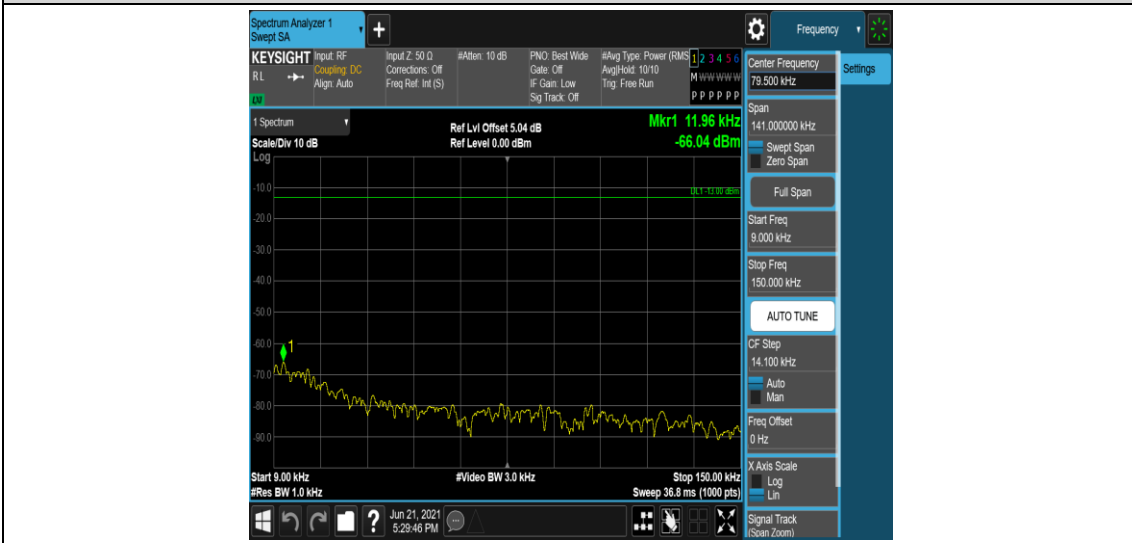 Spectrum Analyzer 1
Swept SA
+
Frequency
KEYSIGHT
RL
LXI
Input: RF
Coupling: DC
Align: Auto
Input Z: 50 Ω
Corrections: Off
Freq Ref: Int (S)
#Atten: 10 dB
PNO: Best Wide
Gate: Off
IF Gain: Low
Sig Track: Off
#Avg Type: Power (RMS
Avg|Hold: 10/10
Trig: Free Run
1 2 3 4 5 6
M W W W W W
P P P P P P
1 Spectrum
Scale/Div 10 dB
Log
Ref Lvl Offset 5.04 dB
Ref Level 0.00 dBm
Mkr1 11.96 kHz
-66.04 dBm
DL1 -13.00 dBm
-10.0
-20.0
-30.0
-40.0
-50.0
-60.0
1
-70.0
-80.0
-90.0
Start 9.00 kHz
#Video BW 3.0 kHz
Stop 150.00 kHz
#Res BW 1.0 kHz
Sweep 36.8 ms (1000 pts)
?
Jun 21, 2021
5:29:46 PM
Center Frequency
79.500 kHz
Settings
Span
141.000000 kHz
Swept Span
Zero Span
Full Span
Start Freq
9.000 kHz
Stop Freq
150.000 kHz
AUTO TUNE
CF Step
14.100 kHz
Auto
Man
Freq Offset
0 Hz
X Axis Scale
Log
Lin
Signal Track
(Span Zoom)